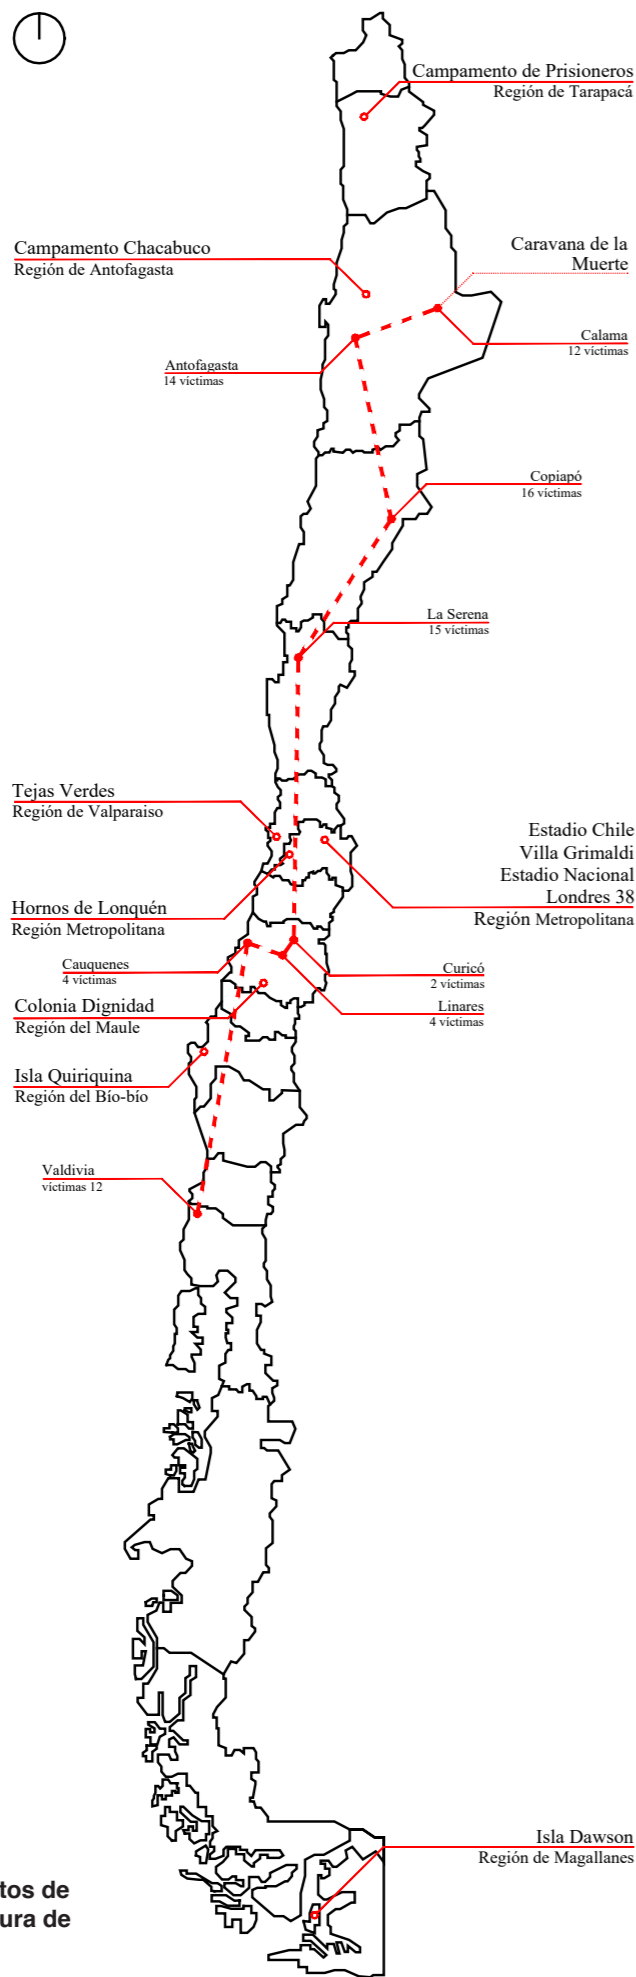 Campamento de Prisioneros
Región de Tarapacá
Campamento Chacabuco
Región de Antofagasta
Caravana de la
Muerte
Calama
12 víctimas
Antofagasta
14 víctimas
Copiapó
16 víctimas
La Serena
15 víctimas
Tejas Verdes
Región de Valparaiso
Estadio Chile
Villa Grimaldi
Estadio Nacional
Londres 38
Región Metropolitana
Hornos de Lonquén
Región Metropolitana
Cauquenes
4 víctimas
Curicó
2 víctimas
Colonia Dignidad
Región del Maule
Linares
4 víctimas
Isla Quiriquina
Región del Bío-bío
Valdivia
víctimas 12
Isla Dawson
Región de Magallanes
tos de
ura de